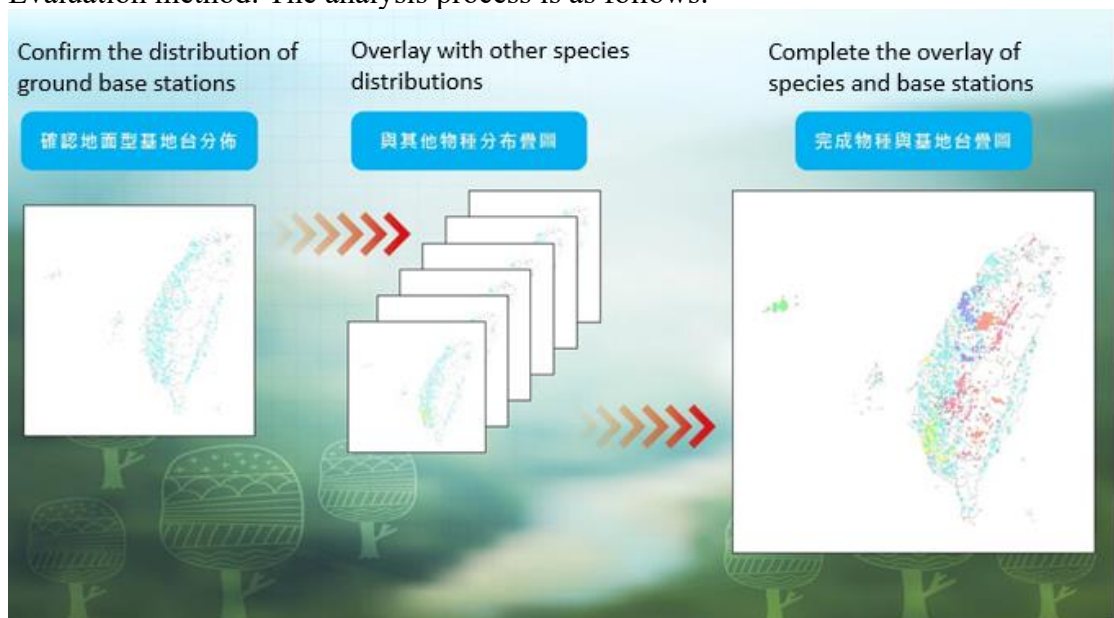 Evaluation method: The analysis process is as follows:
Confirm the distribution of
ground base stations
確認地面型基地台分佈
Overlay with other species
distributions
與其他物種分布疊圖
Complete the overlay of
species and base stations
完成物種與基地台疊圖